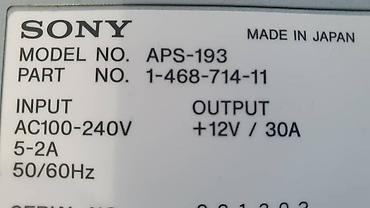 SONY
MADE IN JAPAN
MODEL NO. APS-193
PART NO. 1-468-714-11
INPUT OUTPUT
AC100-240V +12V / 30A
5-2A
50/60Hz